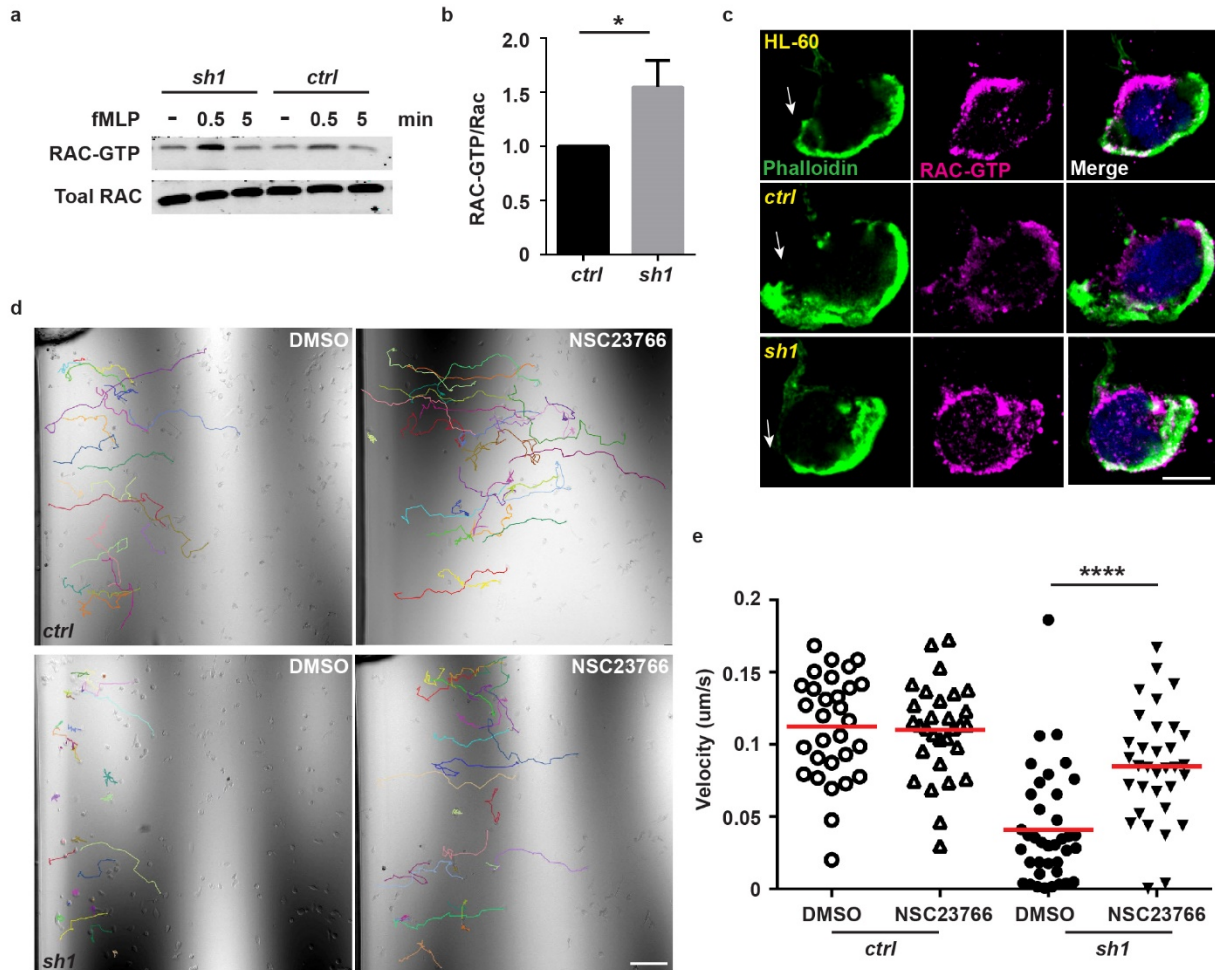 a
sh1 ctrl
fMLP - 0.5 5 - 0.5 5 min
RAC-GTP
Toal RAC
b
*
2.0
1.5
1.0
0.5
0
RAC-GTP/Rac
ctrl sh1
c
HL-60
Phalloidin RAC-GTP Merge
ctrl
sh1
d
DMSO NSC23766
ctrl
DMSO NSC23766
sh1
e
****
0.2
0.15
0.1
0.05
0
Velocity (um/s)
DMSO NSC23766 DMSO NSC23766
ctrl sh1